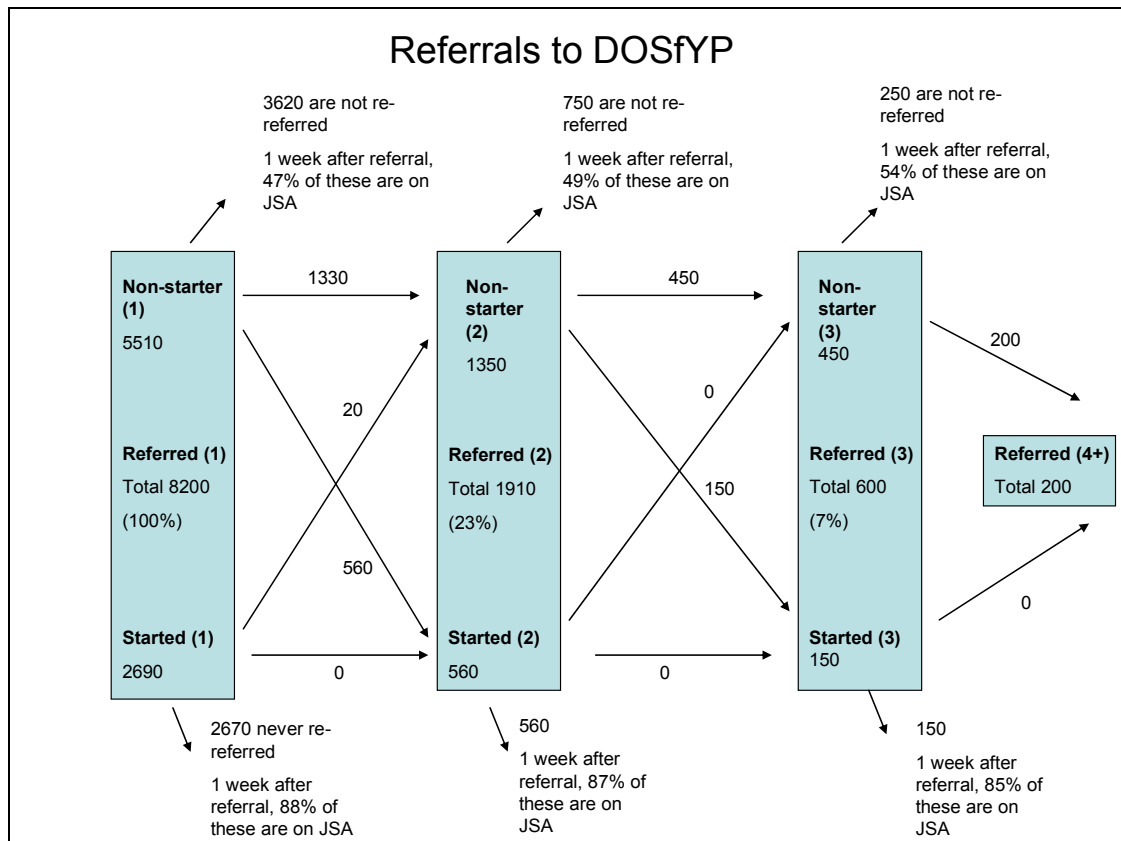 Referrals to DOSfYP
3620 are not re-
referred
1 week after referral,
47% of these are on
JSA
750 are not re-
referred
1 week after referral,
49% of these are on
JSA
250 are not re-
referred
1 week after referral,
54% of these are on
JSA
Non-starter
(1)
5510
Referred (1)
Total 8200
(100%)
Started (1)
2690
1330
20
560
0
Non-
starter
(2)
1350
Referred (2)
Total 1910
(23%)
Started (2)
560
450
0
150
0
Non-
starter
(3)
450
Referred (3)
Total 600
(7%)
Started (3)
150
200
0
Referred (4+)
Total 200
2670 never re-
referred
1 week after
referral, 88% of
these are on JSA
560
1 week after
referral, 87% of
these are on
JSA
150
1 week after
referral, 85% of
these are on
JSA